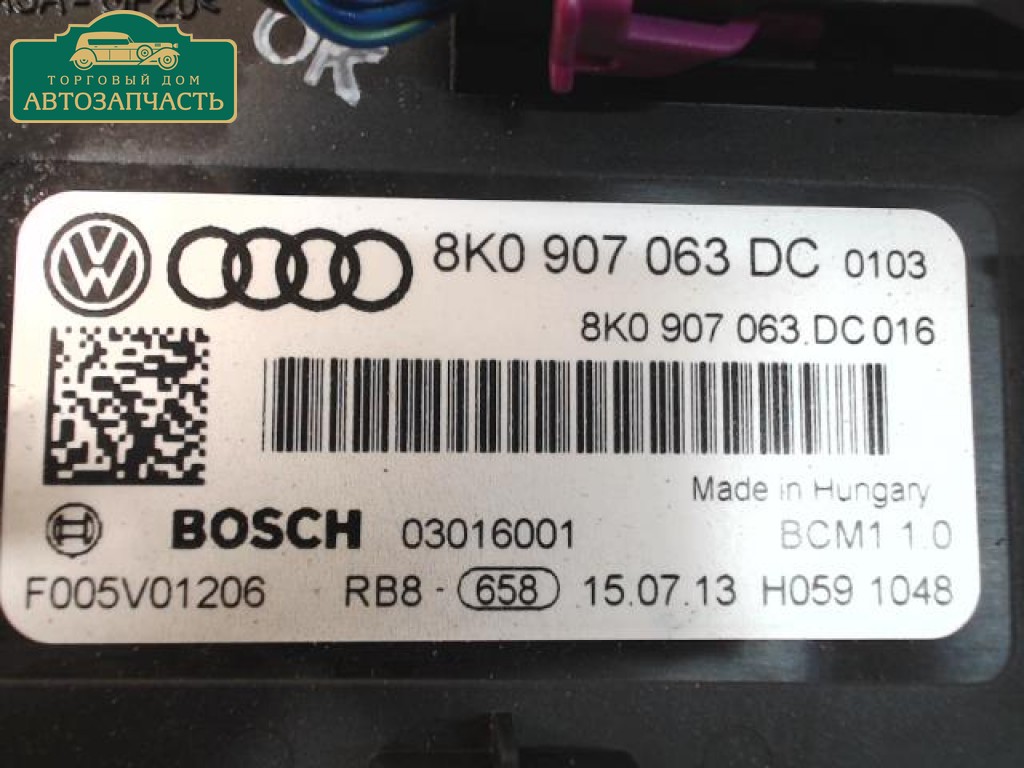 ТОРГОВЫЙ ДОМ
АВТОЗАПЧАСТЬ
OK
8K0 907 063 DC 0103
8K0 907 063 DC 016
Made in Hungary
BOSCH 03016001 BCM1 1.0
F005V01206 RB8 - 658 15.07.13 H059 1048